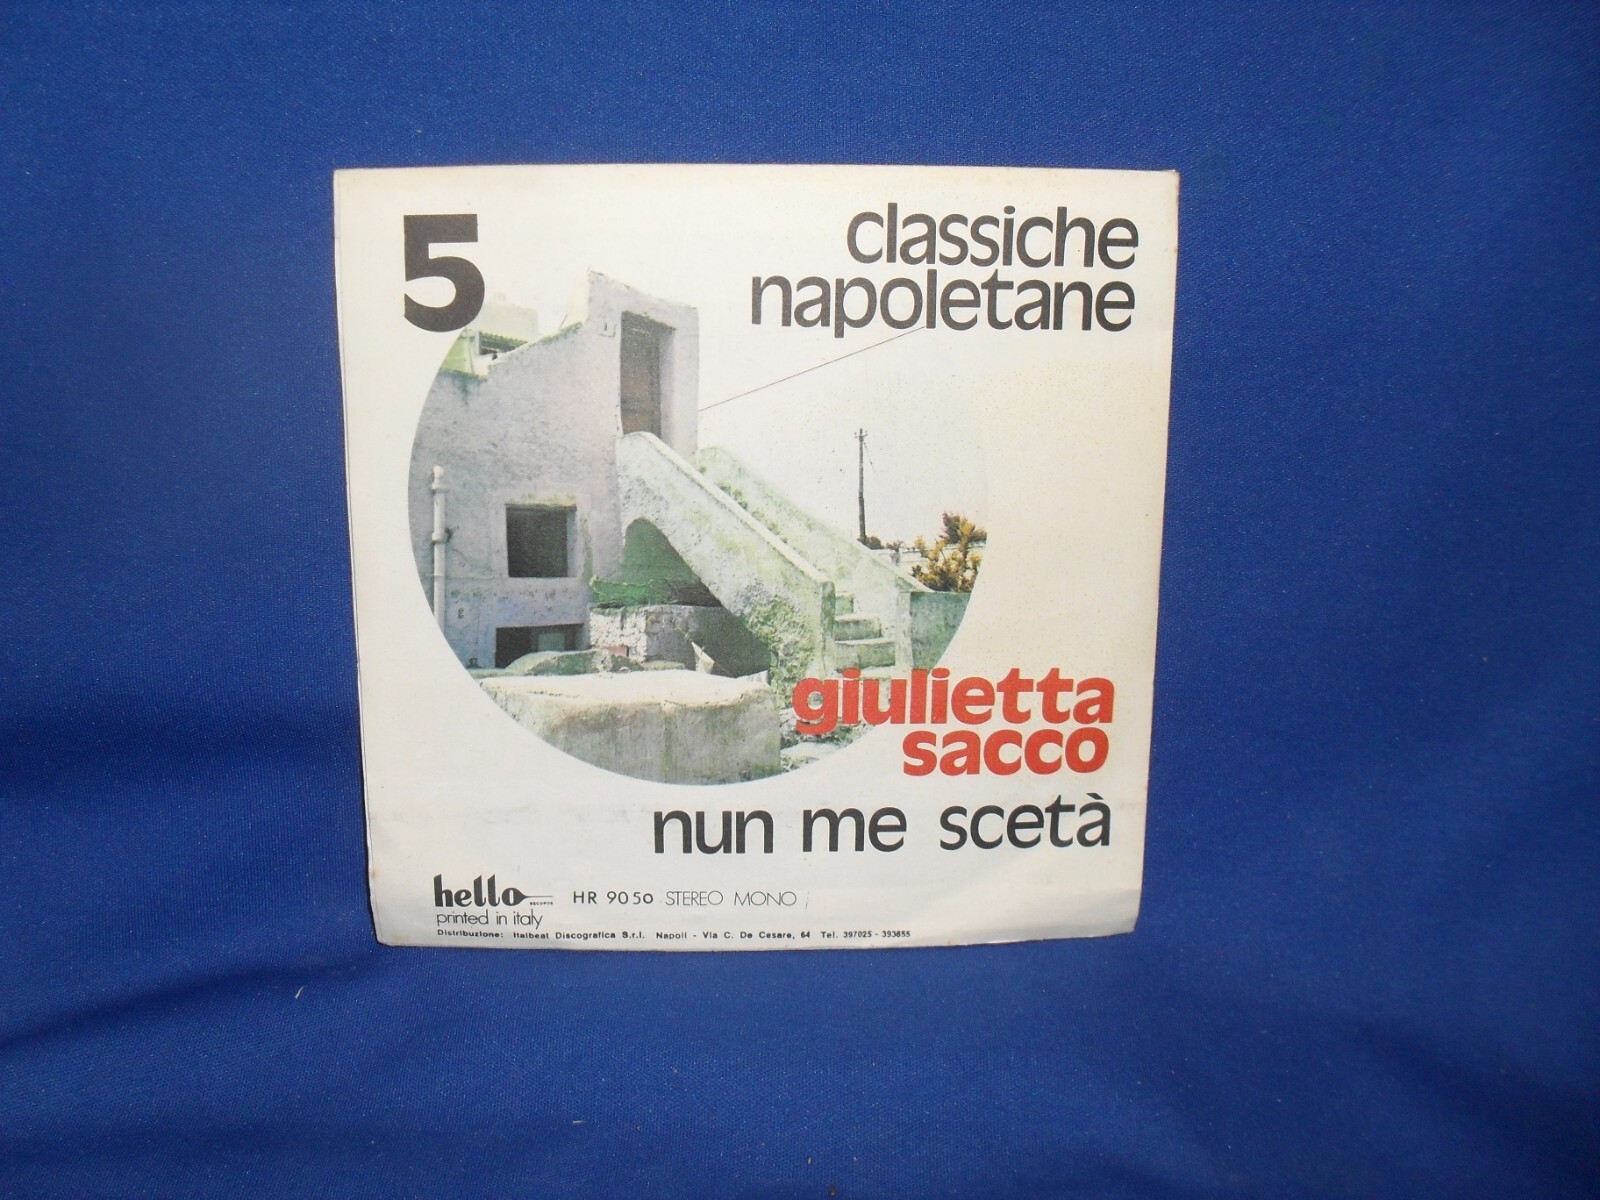 5
classiche
napoletane
giulietta
sacco
nun me scetà
hello RECORDS HR 9050 STEREO MONO
printed in italy
Distribuzione: Italbeat Discografica S.r.l. Napoli - Via C. De Cesare, 64 Tel. 397025 - 393855